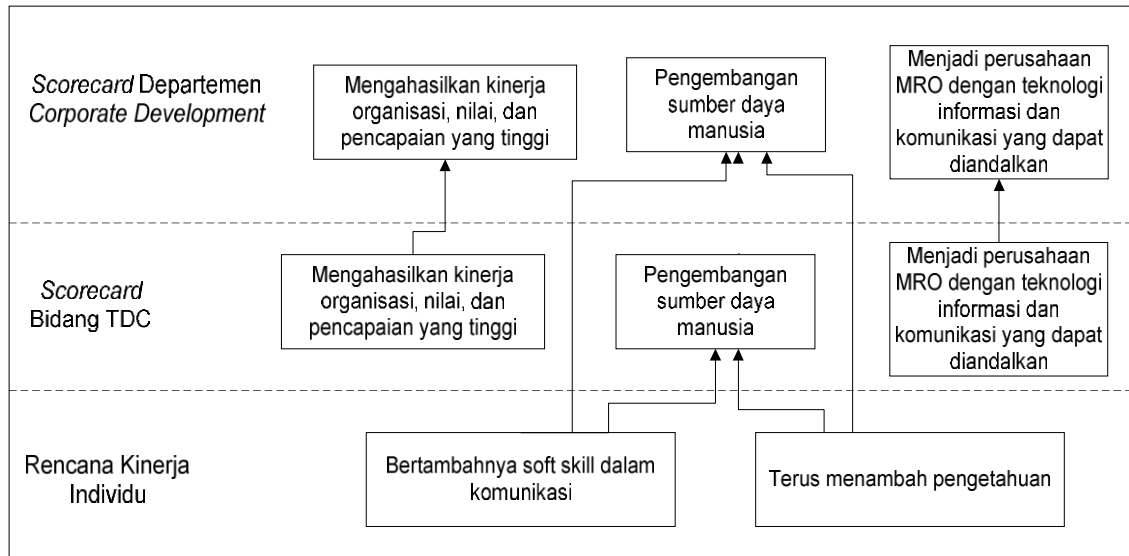 Scorecard Departemen
Corporate Development
Mengahasilkan kinerja
organisasi, nilai, dan
pencapaian yang tinggi
Pengembangan
sumber daya
manusia
Menjadi perusahaan
MRO dengan teknologi
informasi dan
komunikasi yang dapat
diandalkan
Scorecard
Bidang TDC
Mengahasilkan kinerja
organisasi, nilai, dan
pencapaian yang tinggi
Pengembangan
sumber daya
manusia
Menjadi perusahaan
MRO dengan teknologi
informasi dan
komunikasi yang dapat
diandalkan
Rencana Kinerja
Individu
Bertambahnya soft skill dalam
komunikasi
Terus menambah pengetahuan